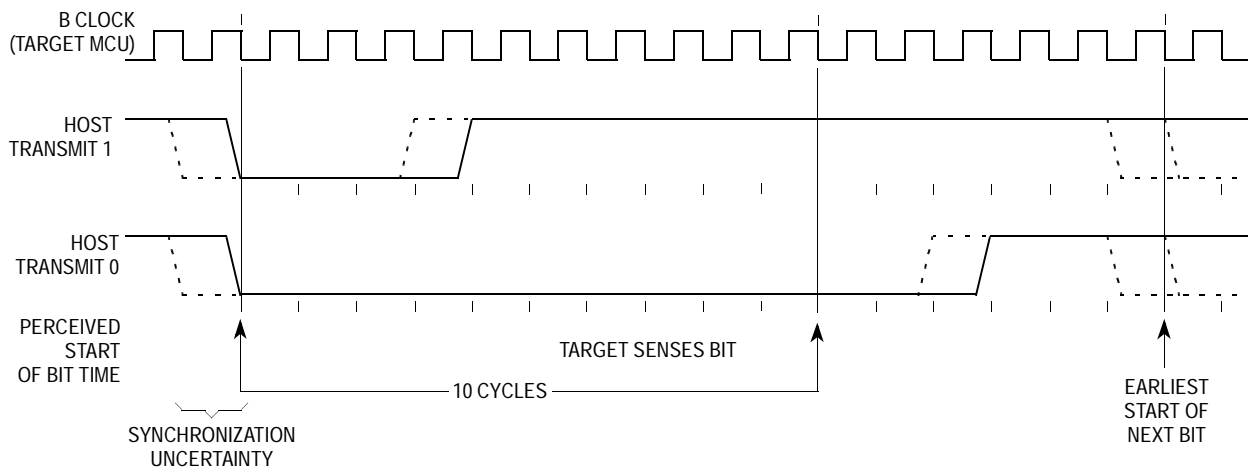 B CLOCK
(TARGET MCU)
HOST
TRANSMIT 1
HOST
TRANSMIT 0
PERCEIVED
START
OF BIT TIME
TARGET SENSES BIT
10 CYCLES
EARLIEST
START OF
NEXT BIT
SYNCHRONIZATION
UNCERTAINTY